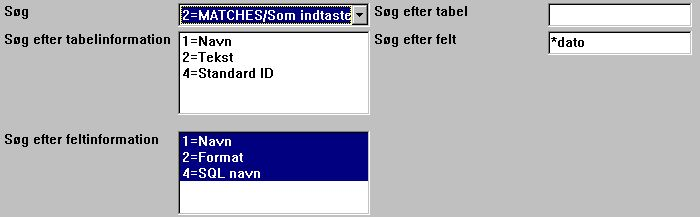 Søg 2=MATCHES/Som indtaste Søg efter tabel
Søg efter tabelinformation 1=Navn Søg efter felt *dato
2=Tekst
4=Standard ID
Søg efter feltinformation 1=Navn
2=Format
4=SQL navn